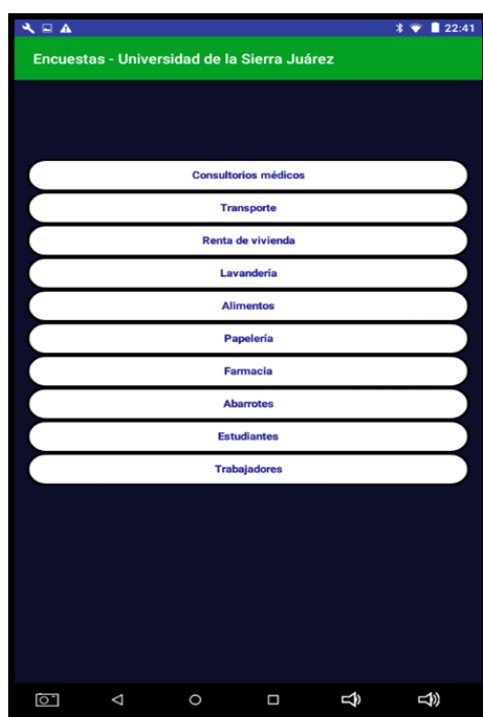 22:41
Encuestas - Universidad de la Sierra Juárez
Consultorios médicos
Transporte
Renta de vivienda
Lavandería
Alimentos
Papelería
Farmacia
Abarrotes
Estudiantes
Trabajadores